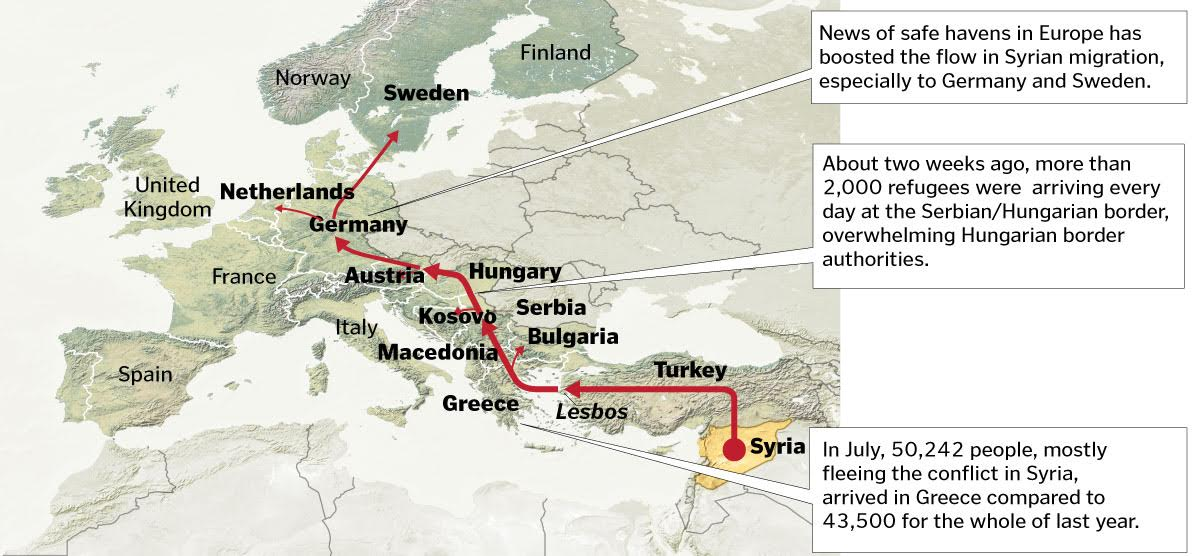 Norway
Finland
Sweden
United
Kingdom
Netherlands
Germany
France
Austria
Hungary
Kosovo
Serbia
Italy
Bulgaria
Macedonia
Spain
Turkey
Greece
Lesbos
Syria
News of safe havens in Europe has
boosted the flow in Syrian migration,
especially to Germany and Sweden.
About two weeks ago, more than
2,000 refugees were arriving every
day at the Serbian/Hungarian border,
overwhelming Hungarian border
authorities.
In July, 50,242 people, mostly
fleeing the conflict in Syria,
arrived in Greece compared to
43,500 for the whole of last year.